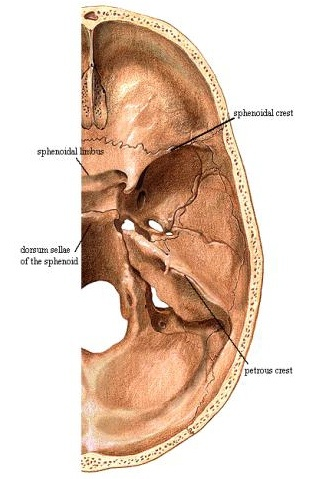 sphenoidal crest
sphenoidal limbus
dorsum sellae
of the sphenoid
petrous crest